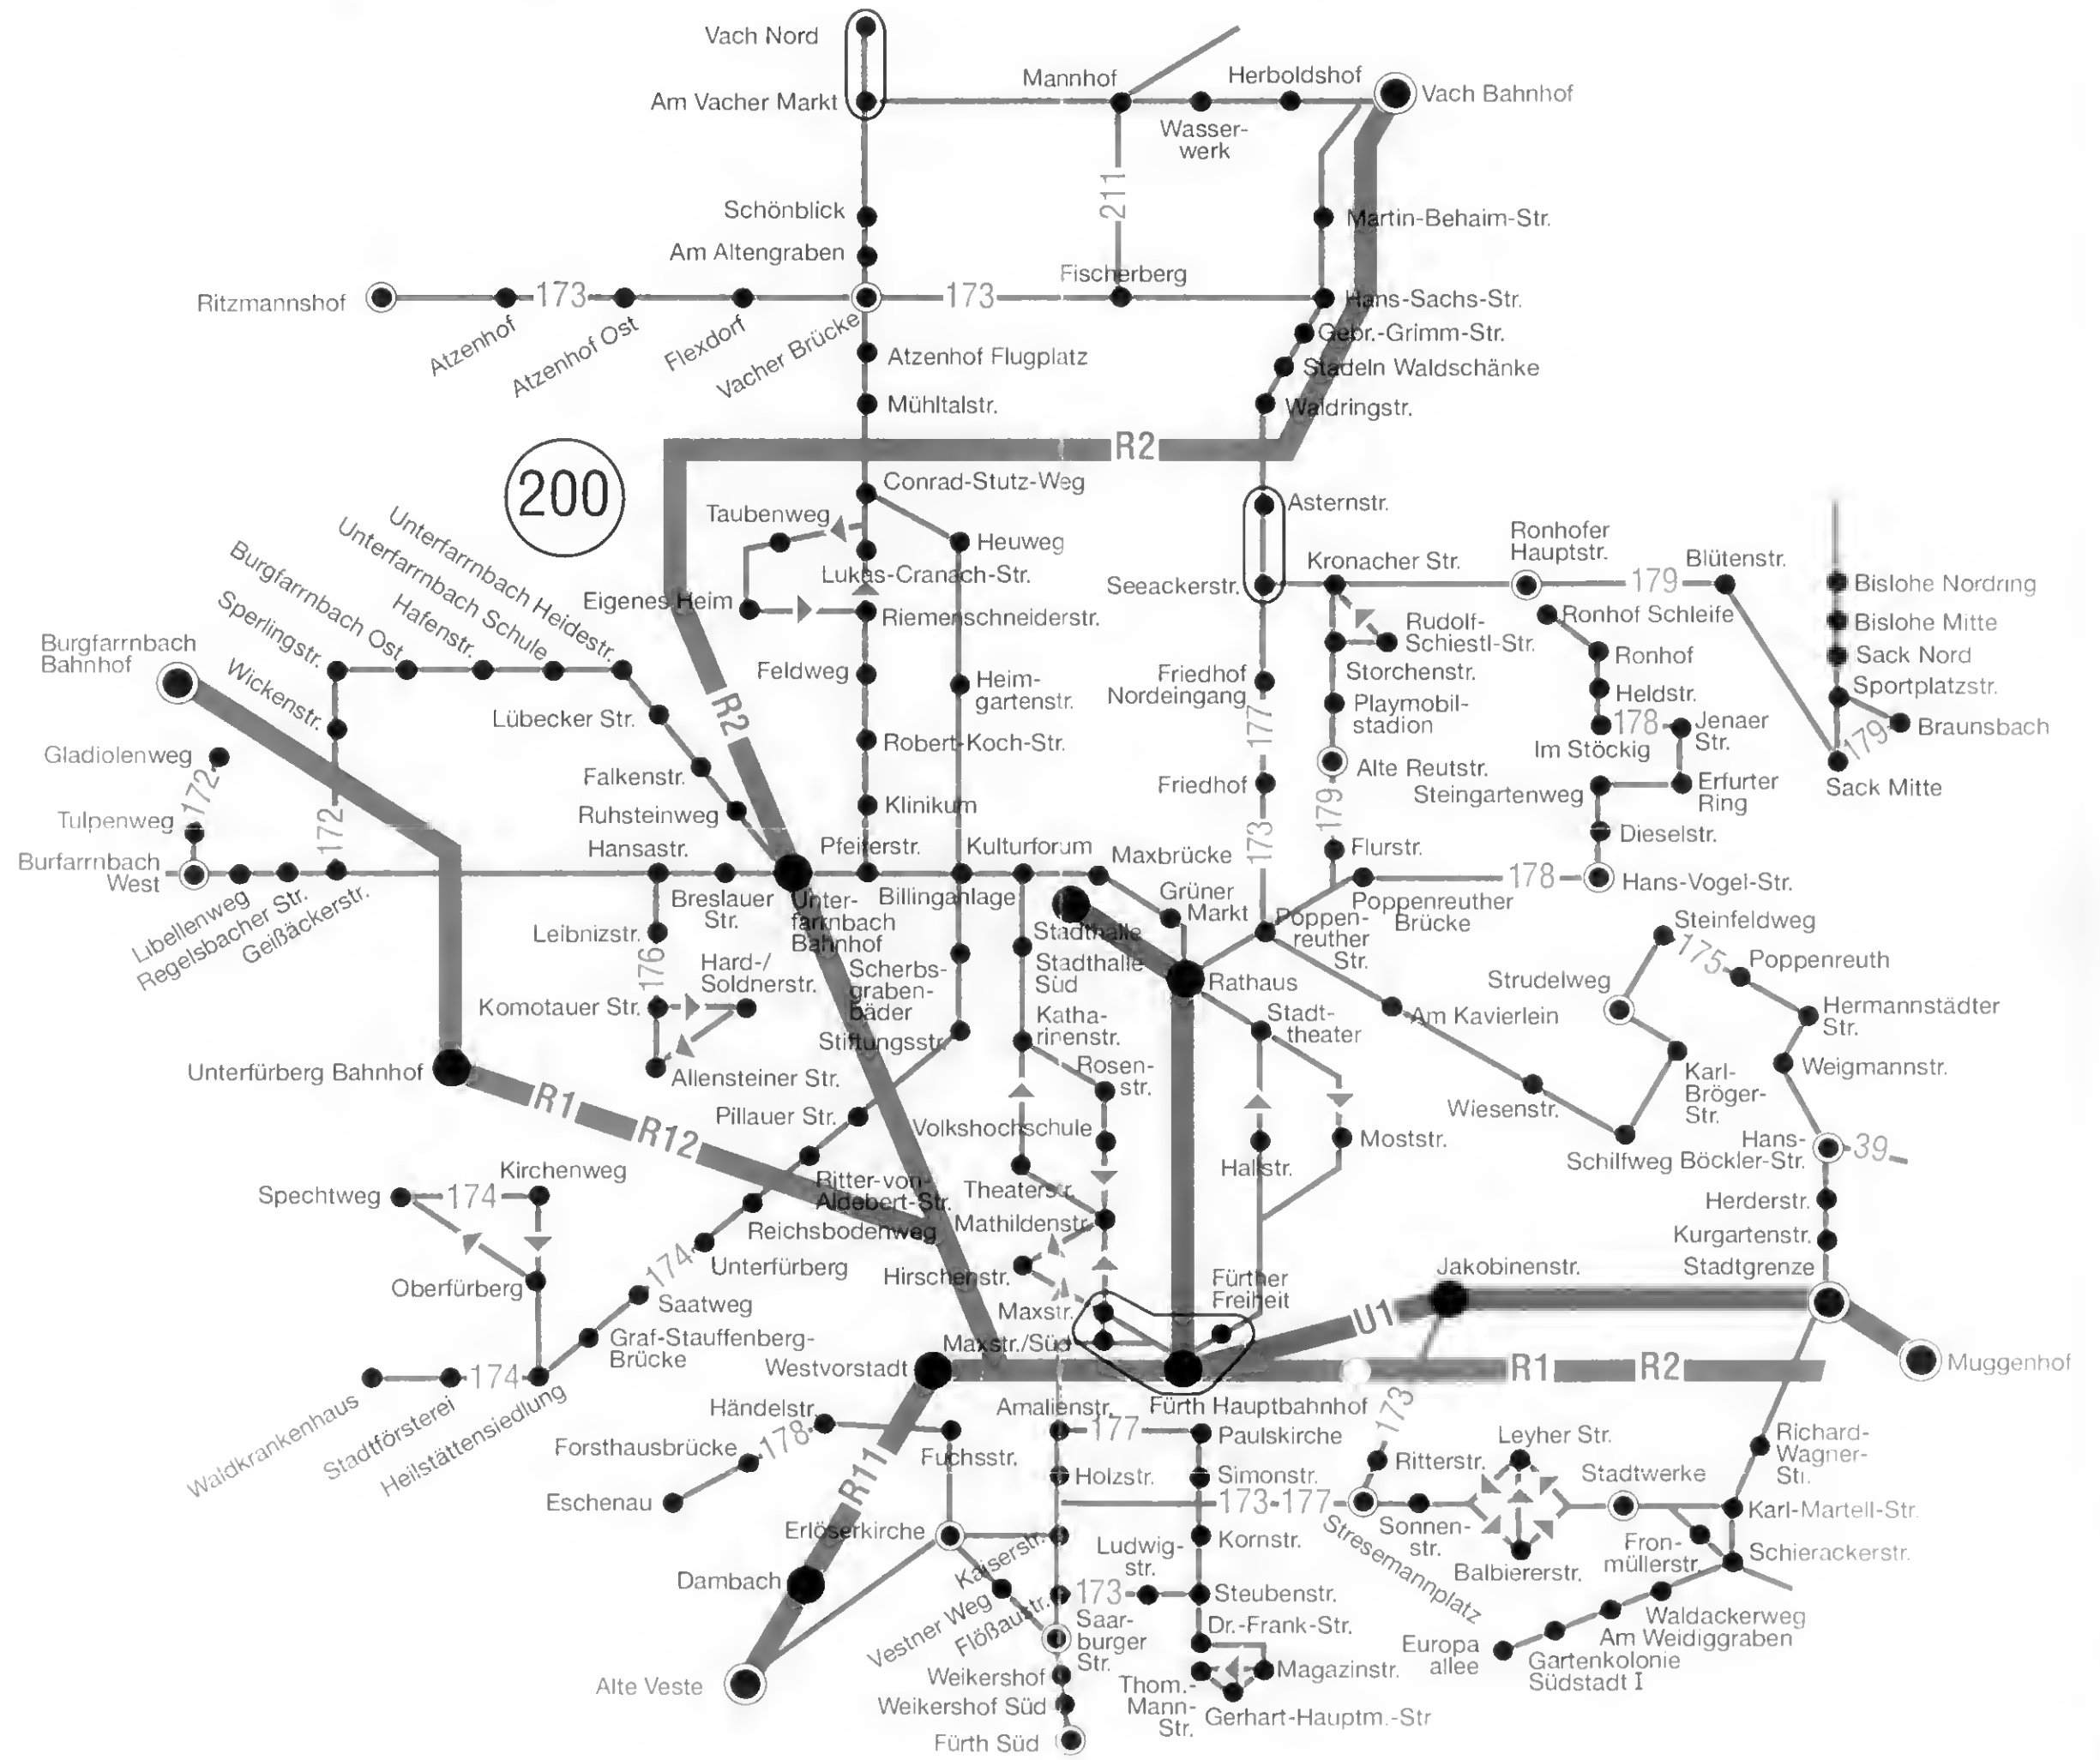 Vach Nord
Mannhof
Herboldshof
Am Vacher Markt
Vach Bahnhof
Wasser-
werk
211
Schönblick
Martin-Behaim-Str.
Am Altengraben
Fischerberg
Ritzmannshof
173
173
Hans-Sachs-Str.
Atzenhof
Atzenhof Ost
Flexdorf
Vacher Brücke
Gebr.-Grimm-Str.
Atzenhof Flugplatz
Stadeln Waldschänke
Mühltalstr.
Waldringstr.
R2
200
Conrad-Stutz-Weg
Asternstr.
Taubenweg
Heuweg
Ronhofer
Hauptstr.
Kronacher Str.
Blütenstr.
Lukas-Cranach-Str.
Seeackerstr.
179
Bislohe Nordring
Eigenes Heim
Riemenschneiderstr.
Ronhof Schleife
Bislohe Mitte
Rudolf-
Schiestl-Str.
Unterfarrnbach Heidestr.
Unterfarrnbach Schule
Hafenstr.
Burgfarrnbach Ost
Sperlingstr.
Wickenstr.
Burgfarrnbach
Bahnhof
Ronhof
Sack Nord
Feldweg
Heim-
gartenstr.
Friedhof
Nordeingang
Storchenstr.
Heldstr.
Sportplatzstr.
Lübecker Str.
R2
Playmobil-
stadion
178
Jenaer
Str.
Braunsbach
179
Im Stöckig
Robert-Koch-Str.
177
Gladiolenweg
172
Falkenstr.
Friedhof
Alte Reutstr.
Steingartenweg
Erfurter
Ring
Sack Mitte
Klinikum
179
Tulpenweg
Ruhsteinweg
172
173
Dieselstr.
Hansastr.
Pfeiferstr.
Kulturforum
Maxbrücke
Flurstr.
Burfarrnbach
West
178
Hans-Vogel-Str.
Libellenweg
Regelsbacher Str.
Geißäckerstr.
Breslauer
Str.
Unter-
farrnbach
Bahnhof
Billinganlage
Grüner
Markt
Poppenreuther
Brücke
Poppen-
reuther
Str.
Steinfeldweg
Leibnizstr.
Stadthalle
175
Poppenreuth
176
Hard-/
Soldnerstr.
Scherbs-
graben-
bäder
Stadthalle
Süd
Rathaus
Strudelweg
Komotauer Str.
Katha-
rinenstr.
Stadt-
theater
Am Kavierlein
Hermannstädter
Str.
Stiftungsstr.
Unterfürberg Bahnhof
Allensteiner Str.
Rosen-
str.
Karl-
Bröger-
Str.
Weigmannstr.
R1
R12
Pillauer Str.
Wiesenstr.
Volkshochschule
Moststr.
Hans-
Böckler-Str.
39
Schilfweg
Hallstr.
Kirchenweg
Spechtweg
174
Ritter-von-
Aldebert-Str.
Theaterstr.
Herderstr.
Reichsbodenweg
Mathildenstr.
Kurgartenstr.
174
Unterfürberg
Hirschenstr.
Jakobinenstr.
Stadtgrenze
Oberfürberg
Fürther
Freiheit
Saatweg
Maxstr.
U1
Graf-Stauffenberg-
Brücke
Maxstr./Süd
Westvorstadt
R1
R2
Muggenhof
174
Waldkrankenhaus
Stadtförsterei
Heilstättensiedlung
Händelstr.
Amalienstr.
Fürth Hauptbahnhof
173
178
177
Paulskirche
Forsthausbrücke
Fuchsstr.
Leyher Str.
Richard-
Wagner-
Str.
R11
Holzstr.
Simonstr.
Ritterstr.
Stadtwerke
Eschenau
173-177
Karl-Martell-Str.
Erlöserkirche
Kaiserstr.
Kornstr.
Stresemannplatz
Sonnen-
str.
Fron-
müllerstr.
Ludwig-
str.
Balbiererstr.
Schierackerstr.
Dambach
Vestner Weg
Flößaustr.
173
Steubenstr.
Saar-
burger
Str.
Dr.-Frank-Str.
Waldackerweg
Am Weidiggraben
Europa
allee
Gartenkolonie
Südstadt I
Alte Veste
Weikershof
Magazinstr.
Thom.-
Mann-
Str.
Weikershof Süd
Gerhart-Hauptm.-Str
Fürth Süd